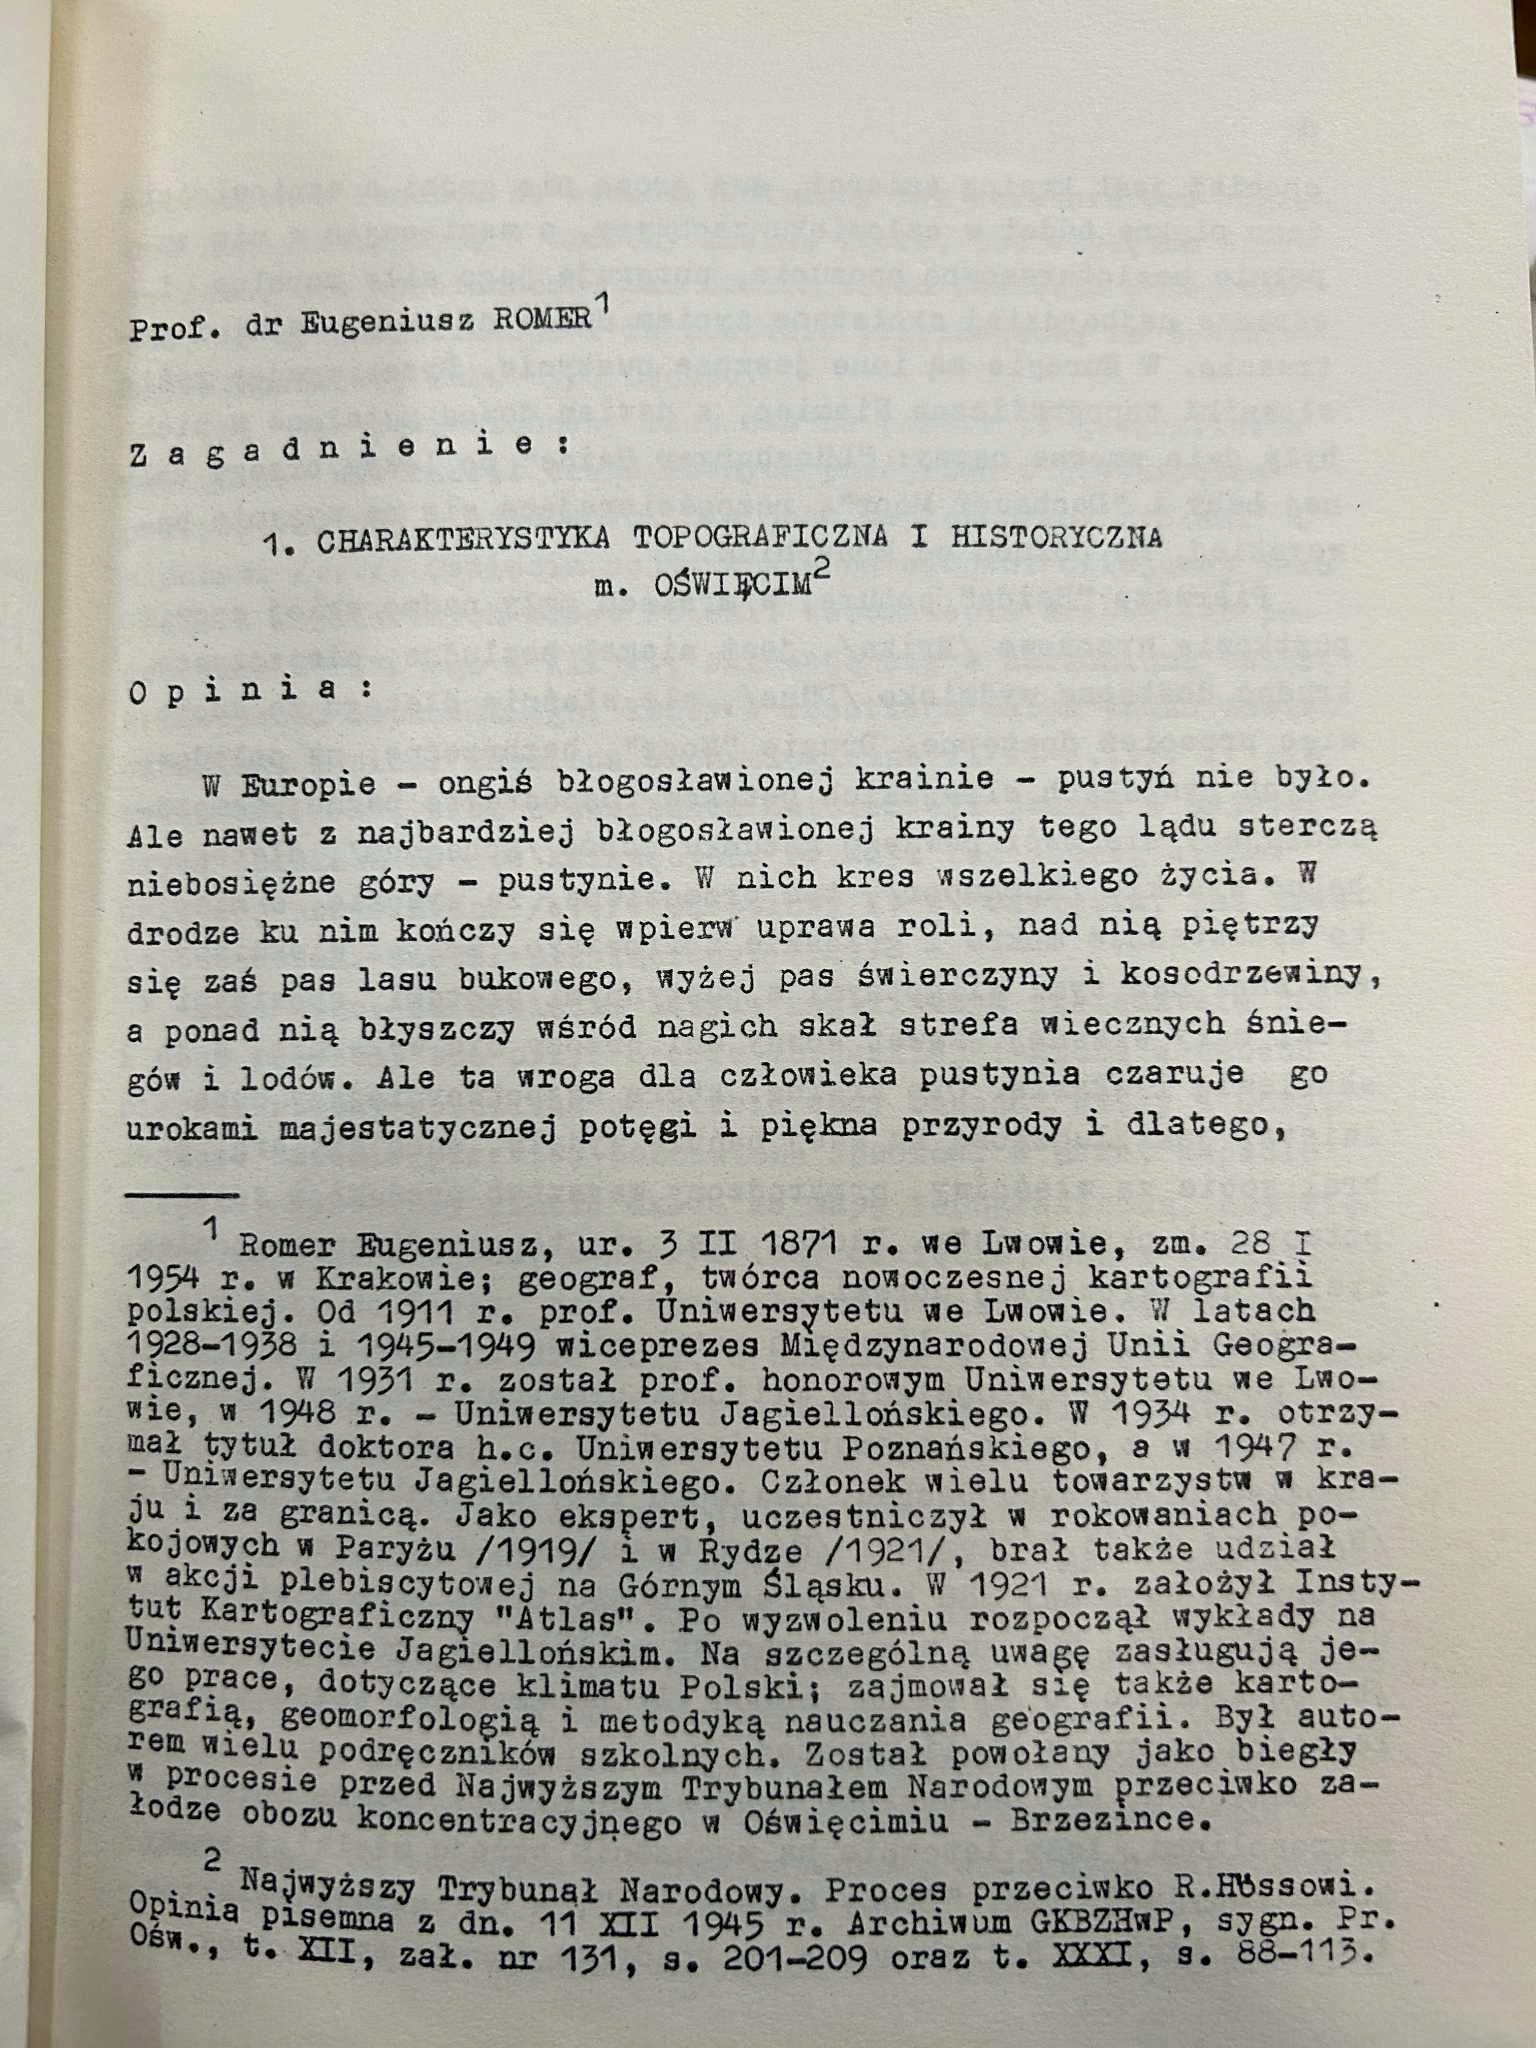 Prof. dr Eugeniusz ROMER1
Z a g a d n i e n i e :
1. CHARAKTERYSTYKA TOPOGRAFICZNA I HISTORYCZNA
m. OŚWIĘCIM2
O p i n i a :
W Europie – ongiś błogosławionej krainie – pustyń nie było.
Ale nawet z najbardziej błogosławionej krainy tego lądu sterczą
niebosiężne góry – pustynie. W nich kres wszelkiego życia. W
drodze ku nim kończy się wpierw uprawa roli, nad nią piętrzy
się zaś pas lasu bukowego, wyżej pas świerczyny i kosodrzewiny,
a ponad nią błyszczy wśród nagich skał strefa wiecznych śnie-
gów i lodów. Ale ta wroga dla człowieka pustynia czaruje go
urokami majestatycznej potęgi i piękna przyrody i dlatego,
1 Romer Eugeniusz, ur. 3 II 1871 r. we Lwowie, zm. 28 I
1954 r. w Krakowie; geograf, twórca nowoczesnej kartografii
polskiej. Od 1911 r. prof. Uniwersytetu we Lwowie. W latach
1928-1938 i 1945-1949 wiceprezes Międzynarodowej Unii Geogra-
ficznej. W 1931 r. został prof. honorowym Uniwersytetu we Lwo-
wie, w 1948 r. – Uniwersytetu Jagiellońskiego. W 1934 r. otrzy-
mał tytuł doktora h.c. Uniwersytetu Poznańskiego, a w 1947 r.
– Uniwersytetu Jagiellońskiego. Członek wielu towarzystw w kra-
ju i za granicą. Jako ekspert, uczestniczył w rokowaniach po-
kojowych w Paryżu /1919/ i w Rydze /1921/, brał także udział
w akcji plebiscytowej na Górnym Śląsku. W 1921 r. założył Insty-
tut Kartograficzny "Atlas". Po wyzwoleniu rozpoczął wykłady na
Uniwersytecie Jagiellońskim. Na szczególną uwagę zasługują je-
go prace, dotyczące klimatu Polski; zajmował się także karto-
grafią, geomorfologią i metodyką nauczania geografii. Był auto-
rem wielu podręczników szkolnych. Został powołany jako biegły
w procesie przed Najwyższym Trybunałem Narodowym przeciwko za-
łodze obozu koncentracyjnego w Oświęcimiu – Brzezince.
2 Najwyższy Trybunał Narodowy. Proces przeciwko R.Hössowi.
Opinia pisemna z dn. 11 XII 1945 r. Archiwum GKBZHwP, sygn. Pr.
Ośw., t. XII, zał. nr 131, s. 201-209 oraz t. XXXI, s. 88-113.